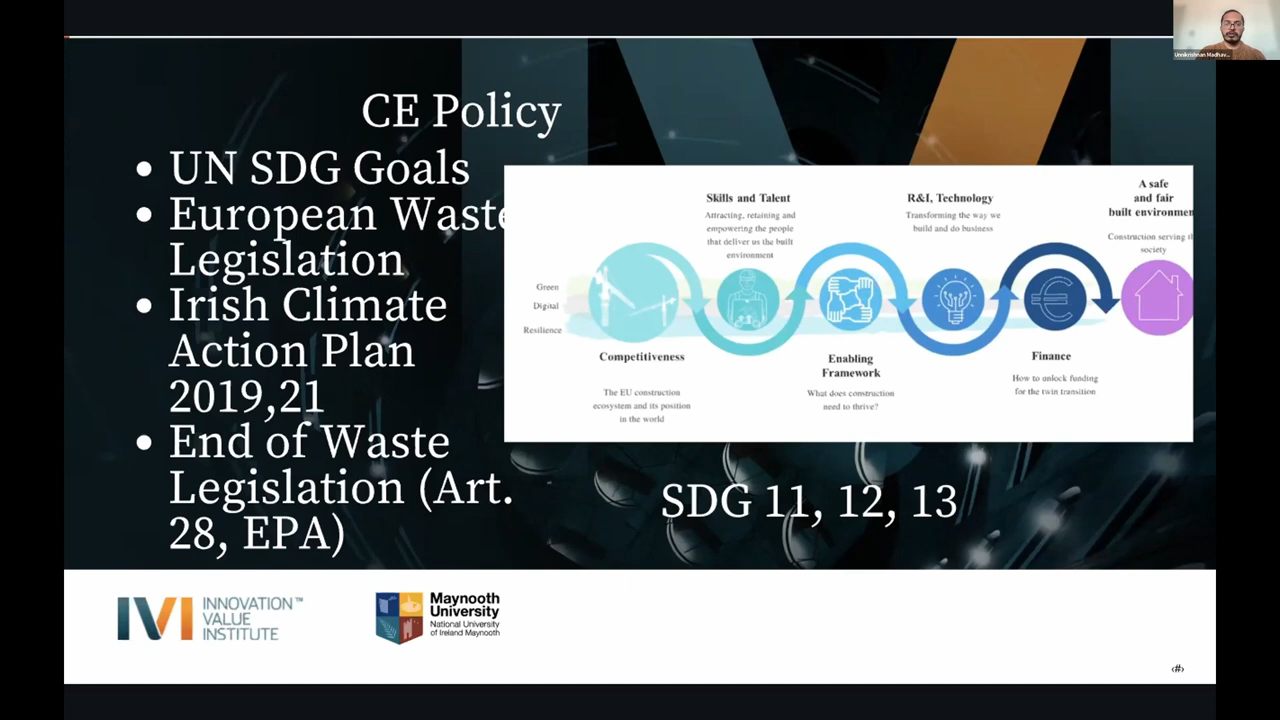 Unnikrishnan Madhav...
CE Policy
• UN SDG Goals
• European Waste
Legislation
• Irish Climate
Action Plan
2019,21
• End of Waste
Legislation (Art.
28, EPA)
Skills and Talent
Attracting, retaining and
empowering the people
that deliver us the built
environment
R&I, Technology
Transforming the way we
build and do business
A safe
and fair
built environmen
Construction serving th
society
Green
Digital
Resilience
Competitiveness
The EU construction
ecosystem and its position
in the world
Enabling
Framework
What does construction
need to thrive?
Finance
How to unlock funding
for the twin transition
SDG 11, 12, 13
IVI INNOVATION™
VALUE
INSTITUTE
Maynooth
University
National University
of Ireland Maynooth
‹#›